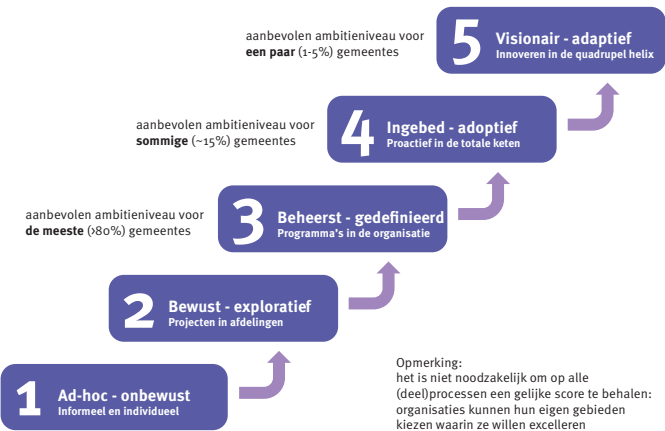 aanbevolen ambitieniveau voor
een paar (1-5%) gemeentes
5
Visionair - adaptief
Innoveren in de quadrupel helix
aanbevolen ambitieniveau voor
sommige (~15%) gemeentes
4
Ingebed - adoptief
Proactief in de totale keten
aanbevolen ambitieniveau voor
de meeste (>80%) gemeentes
3
Beheerst - gedefinieerd
Programma's in de organisatie
2
Bewust - exploratief
Projecten in afdelingen
1
Ad-hoc - onbewust
Informeel en individueel
Opmerking:
het is niet noodzakelijk om op alle
(deel)processen een gelijke score te behalen:
organisaties kunnen hun eigen gebieden
kiezen waarin ze willen excelleren